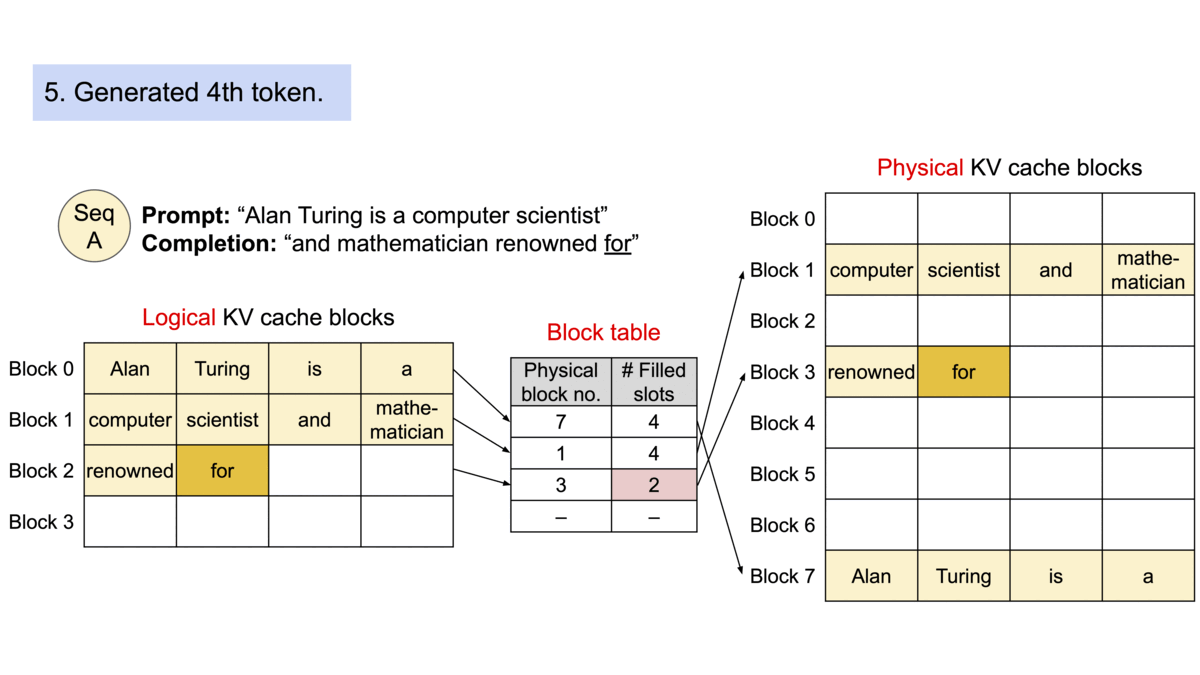 5. Generated 4th token.
Seq
A
Prompt: “Alan Turing is a computer scientist”
Completion: “and mathematician renowned for”
Logical KV cache blocks
Block 0 Alan Turing is a
Block 1 computer scientist and mathe-
matician
Block 2 renowned for
Block 3
Block table
Physical
block no. # Filled
slots
7 4
1 4
3 2
– –
Physical KV cache blocks
Block 0
Block 1 computer scientist and mathe-
matician
Block 2
Block 3 renowned for
Block 4
Block 5
Block 6
Block 7 Alan Turing is a